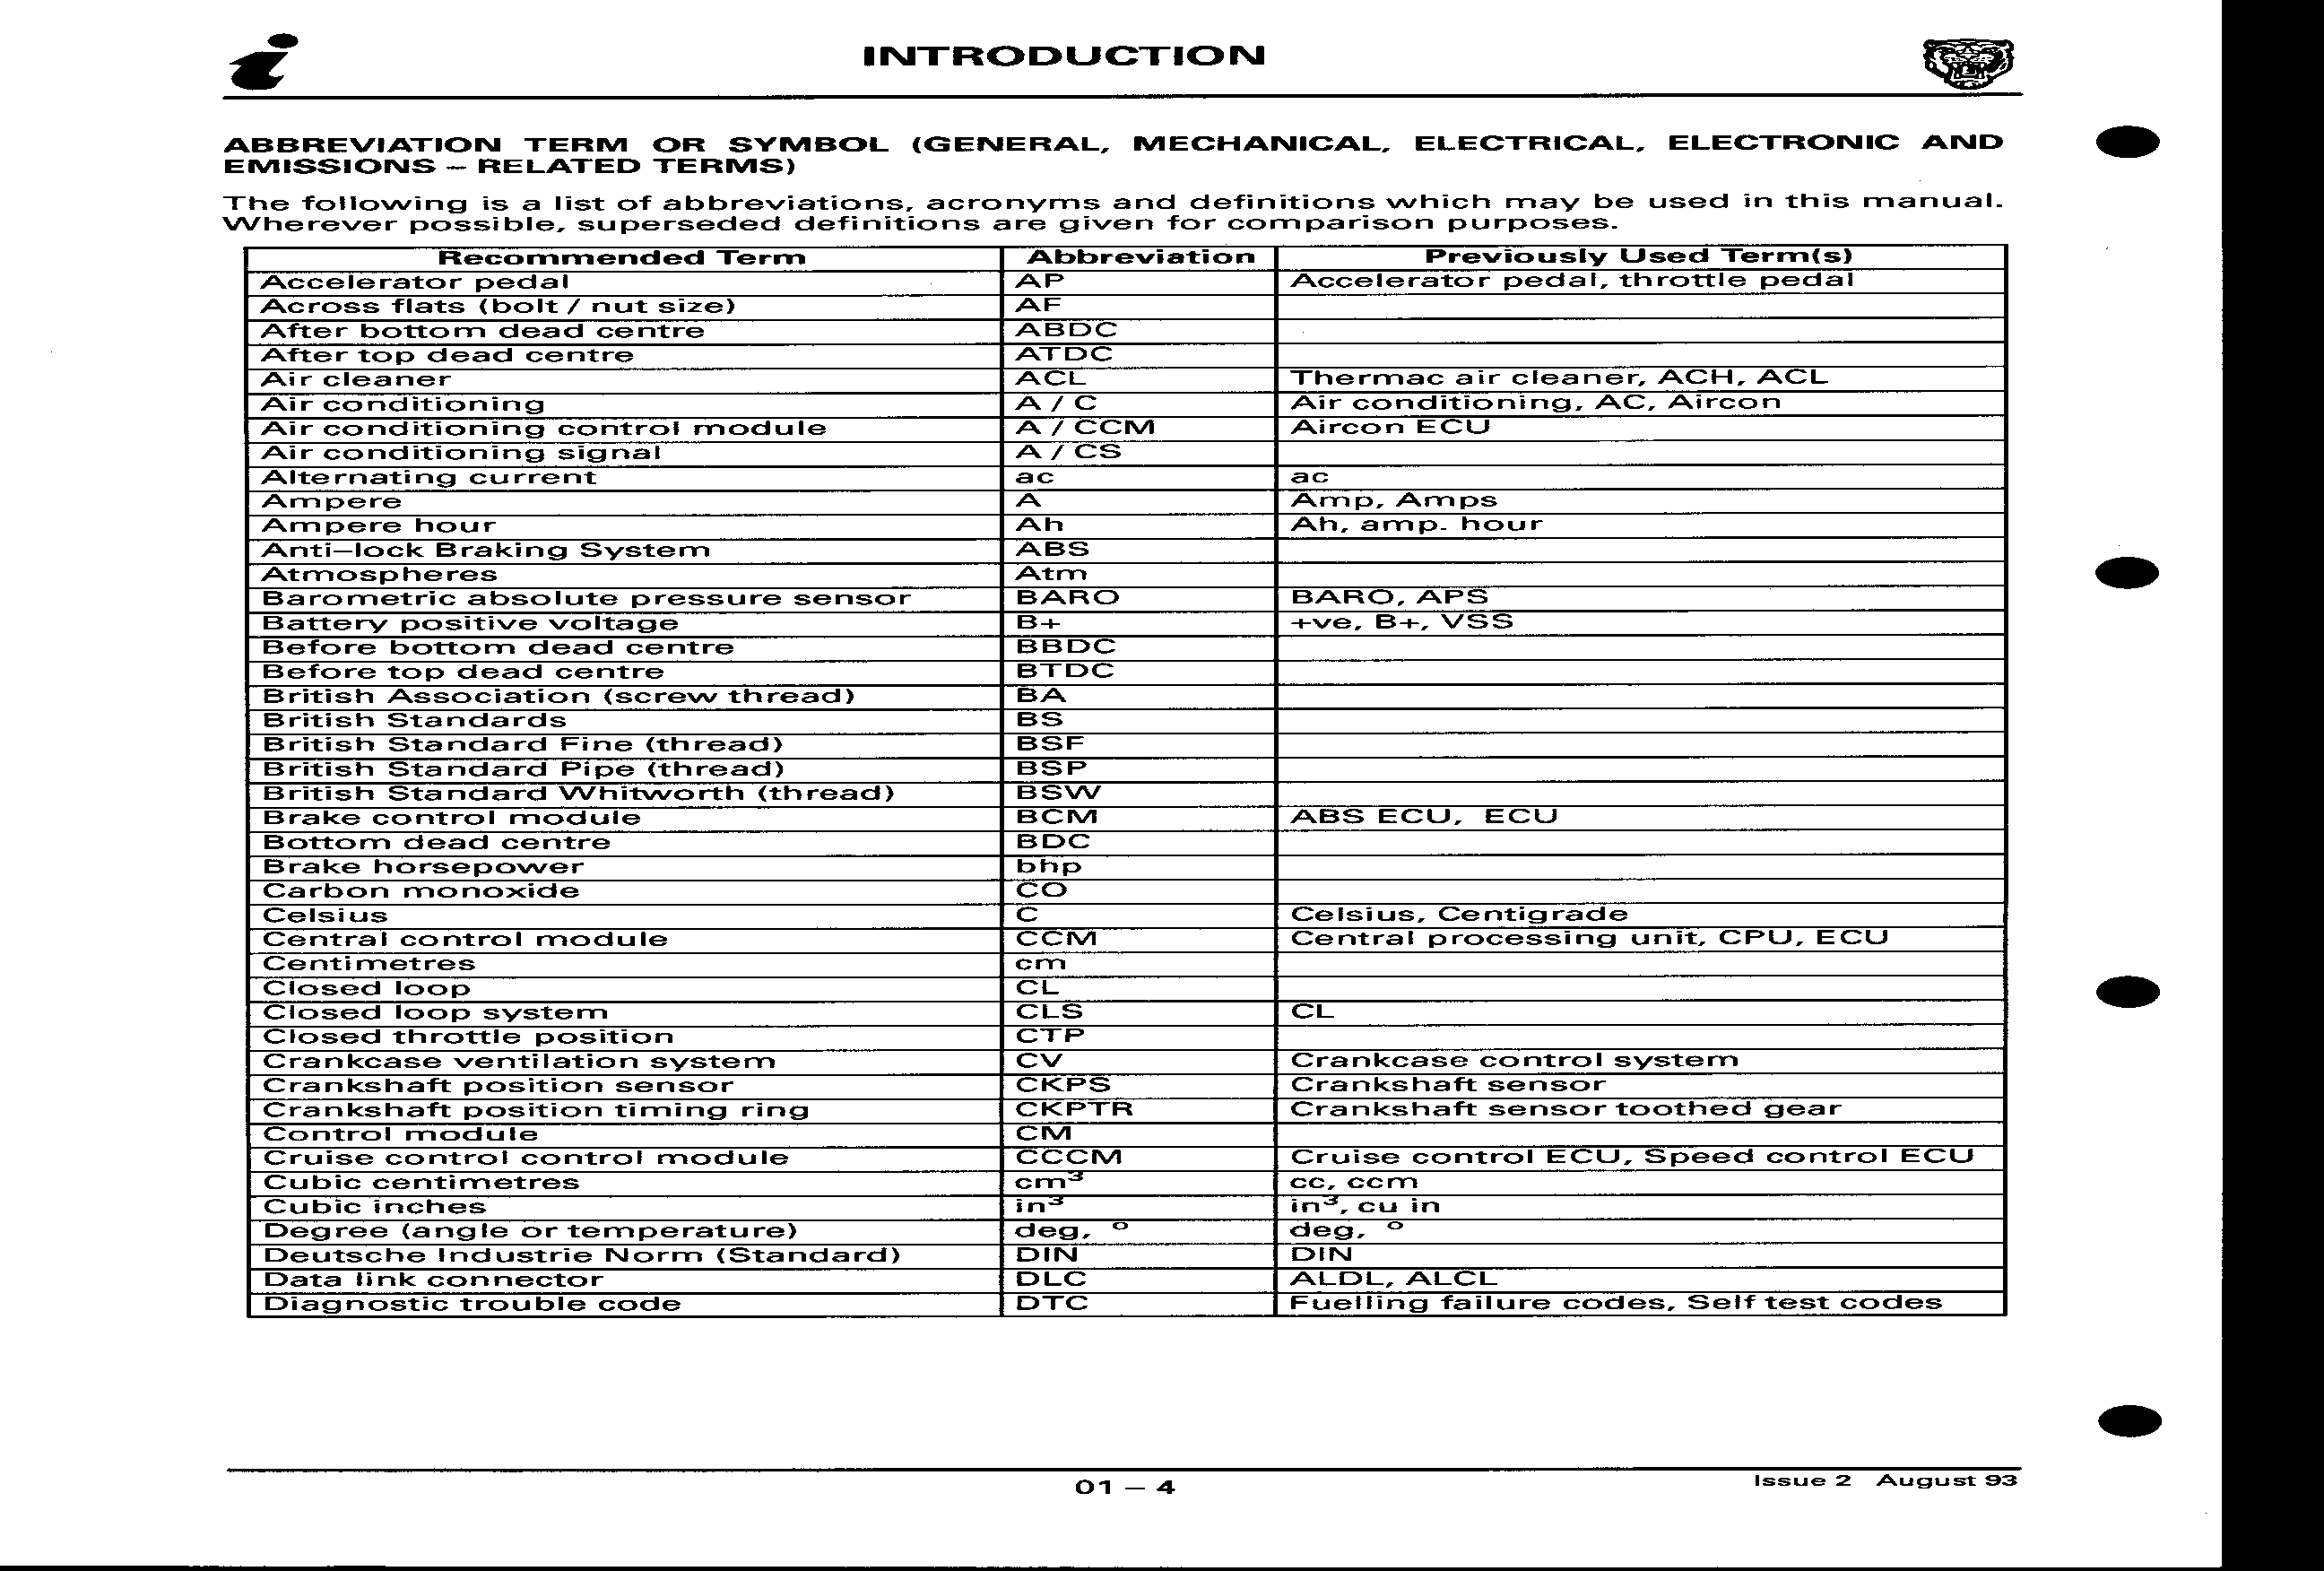 INTRODUCTION
ABBREVIATION TERM OR SYMBOL (GENERAL, MECHANICAL, ELECTRICAL, ELECTRONIC AND
EMISSIONS – RELATED TERMS)
The following is a list of abbreviations, acronyms and definitions which may be used in this manual.
Wherever possible, superseded definitions are given for comparison purposes.
Recommended Term Abbreviation Previously Used Term(s)
Accelerator pedal AP Accelerator pedal, throttle pedal
Across flats (bolt / nut size) AF
After bottom dead centre ABDC
After top dead centre ATDC
Air cleaner ACL Thermac air cleaner, ACH, ACL
Air conditioning A / C Air conditioning, AC, Aircon
Air conditioning control module A / CCM Aircon ECU
Air conditioning signal A / CS
Alternating current ac ac
Ampere A Amp, Amps
Ampere hour Ah Ah, amp. hour
Anti–lock Braking System ABS
Atmospheres Atm
Barometric absolute pressure sensor BARO BARO, APS
Battery positive voltage B+ +ve, B+, VSS
Before bottom dead centre BBDC
Before top dead centre BTDC
British Association (screw thread) BA
British Standards BS
British Standard Fine (thread) BSF
British Standard Pipe (thread) BSP
British Standard Whitworth (thread) BSW
Brake control module BCM ABS ECU, ECU
Bottom dead centre BDC
Brake horsepower bhp
Carbon monoxide CO
Celsius C Celsius, Centigrade
Central control module CCM Central processing unit, CPU, ECU
Centimetres cm
Closed loop CL
Closed loop system CLS CL
Closed throttle position CTP
Crankcase ventilation system CV Crankcase control system
Crankshaft position sensor CKPS Crankshaft sensor
Crankshaft position timing ring CKPTR Crankshaft sensor toothed gear
Control module CM
Cruise control control module CCCM Cruise control ECU, Speed control ECU
Cubic centimetres cm³ cc, ccm
Cubic inches in³ in³, cu in
Degree (angle or temperature) deg, ° deg, °
Deutsche Industrie Norm (Standard) DIN DIN
Data link connector DLC ALDL, ALCL
Diagnostic trouble code DTC Fuelling failure codes, Self test codes
01 – 4
Issue 2 August 93